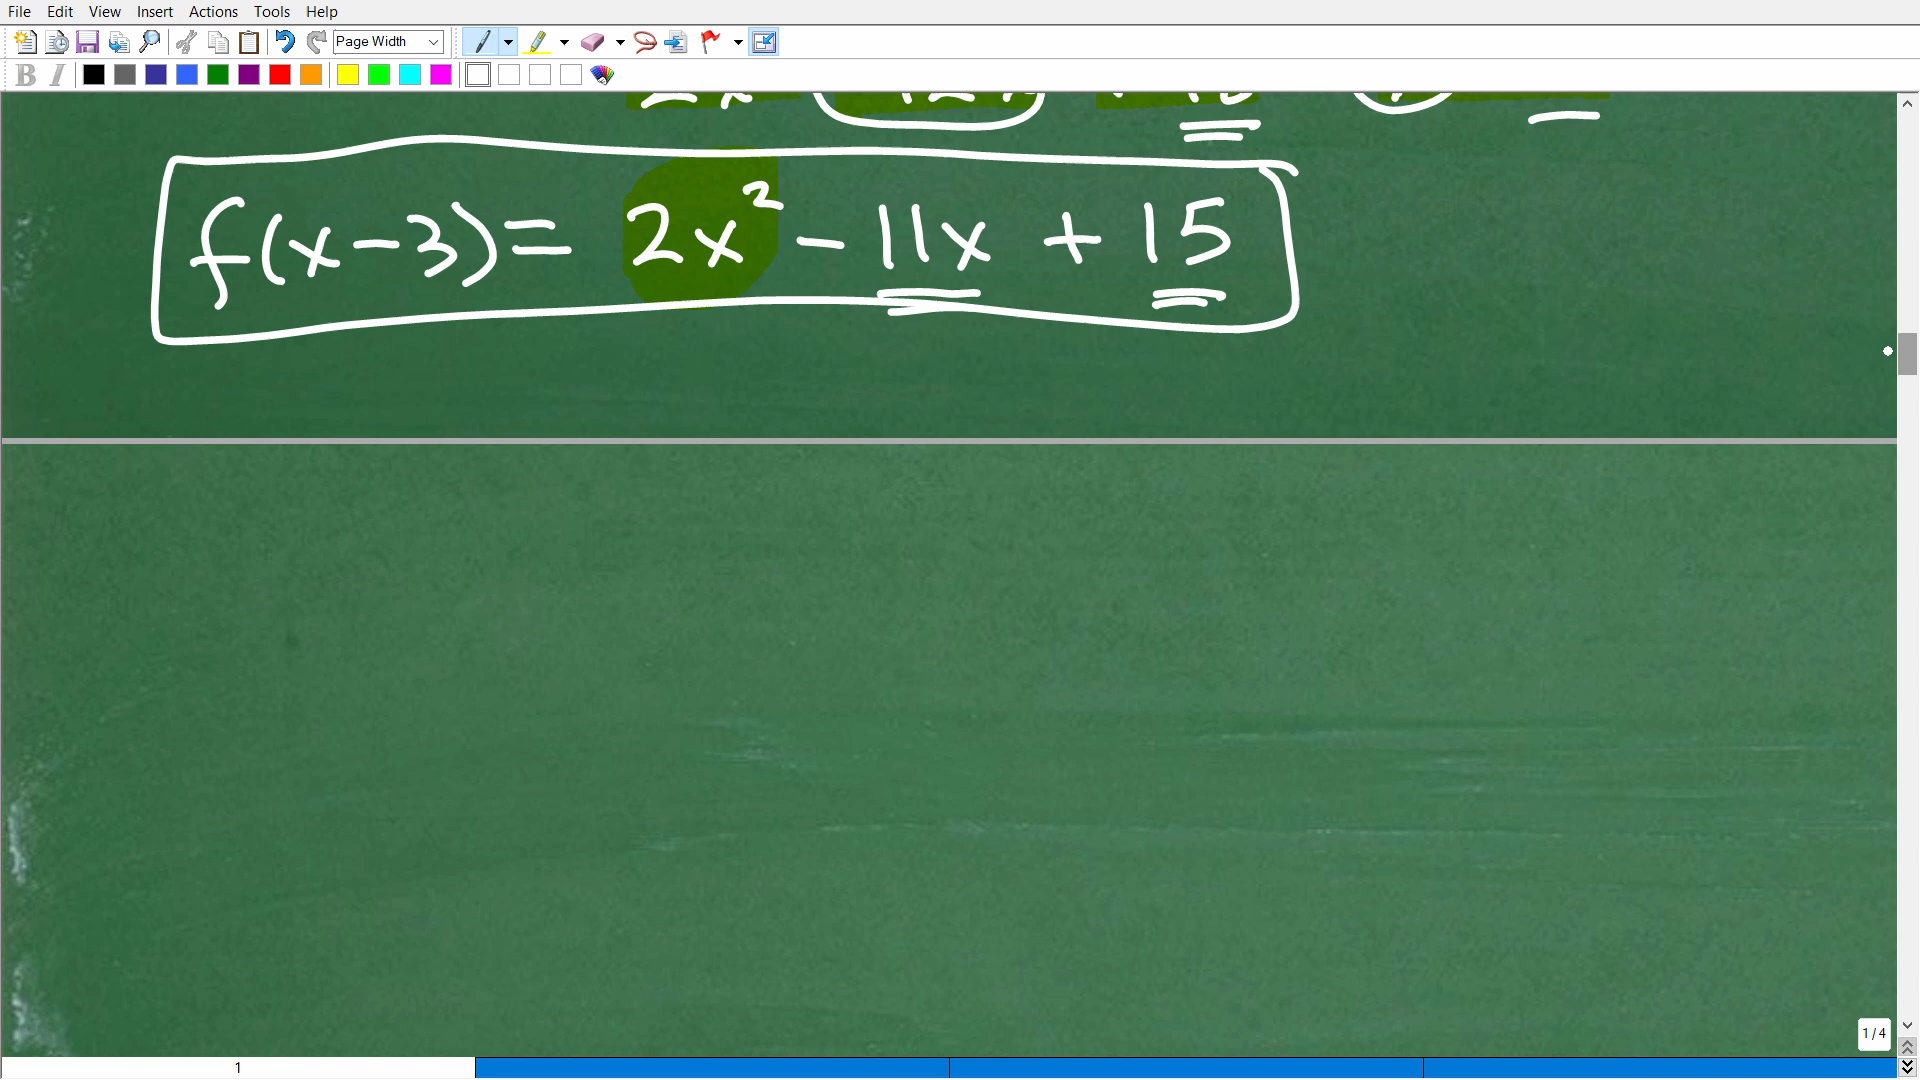 File Edit View Insert Actions Tools Help
Page Width
B I
f(x-3)= 2x² - 11x + 15
1 / 4
1